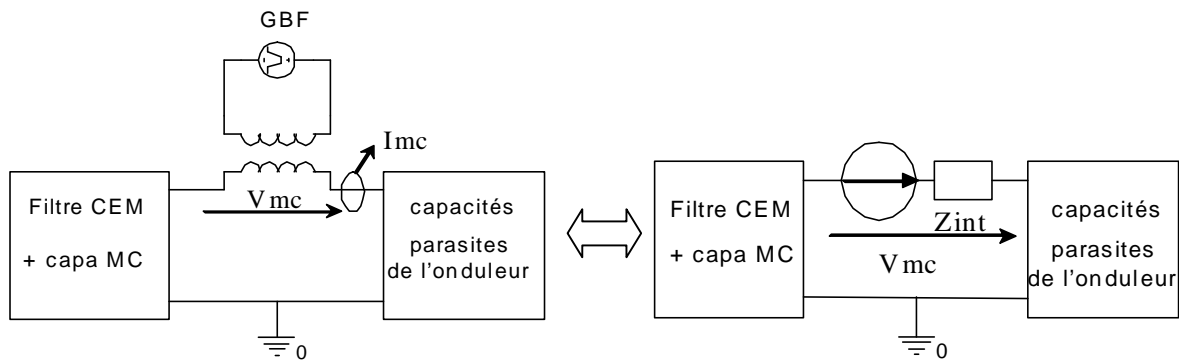 GBF
Imc
Vmc
Filtre CEM
+ capa MC
capacités
parasites
de l'onduleur
0
Filtre CEM
+ capa MC
Zint
Vmc
capacités
parasites
de l'onduleur
0